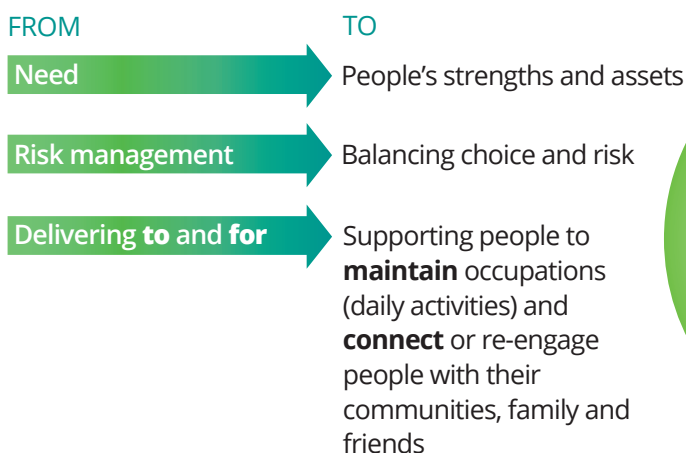 FROM
TO
Need
People’s strengths and assets
Risk management
Balancing choice and risk
Delivering to and for
Supporting people to
maintain occupations
(daily activities) and
connect or re-engage
people with their
communities, family and
friends